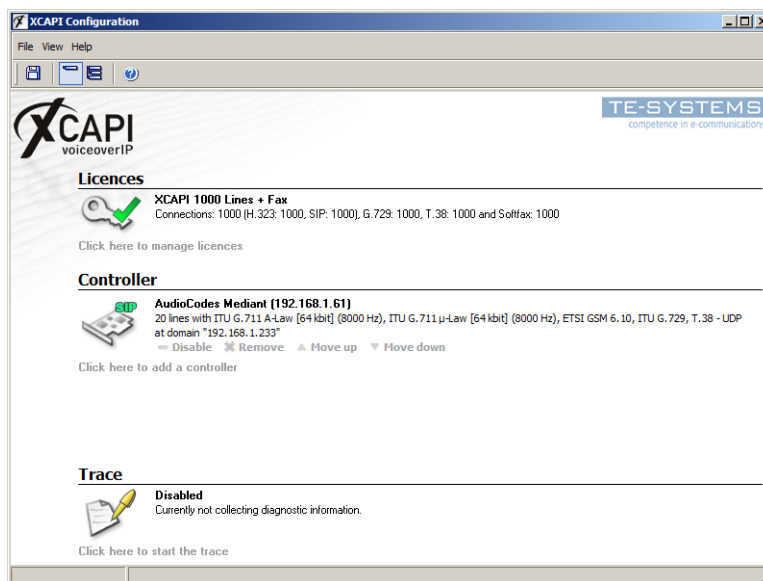 XCAPI Configuration
File View Help
XCAPI
voiceoverIP
TE-SYSTEMS
competence in e-communications
Licences
XCAPI 1000 Lines + Fax
Connections: 1000 (H.323: 1000, SIP: 1000), G.729: 1000, T.38: 1000 and Softfax: 1000
Click here to manage licences
Controller
SIP
AudioCodes Mediant (192.168.1.61)
20 lines with ITU G.711 A-Law [64 kbit] (8000 Hz), ITU G.711 µ-Law [64 kbit] (8000 Hz), ETSI GSM 6.10, ITU G.729, T.38 - UDP
at domain "192.168.1.233"
Disable Remove Move up Move down
Click here to add a controller
Trace
Disabled
Currently not collecting diagnostic information.
Click here to start the trace